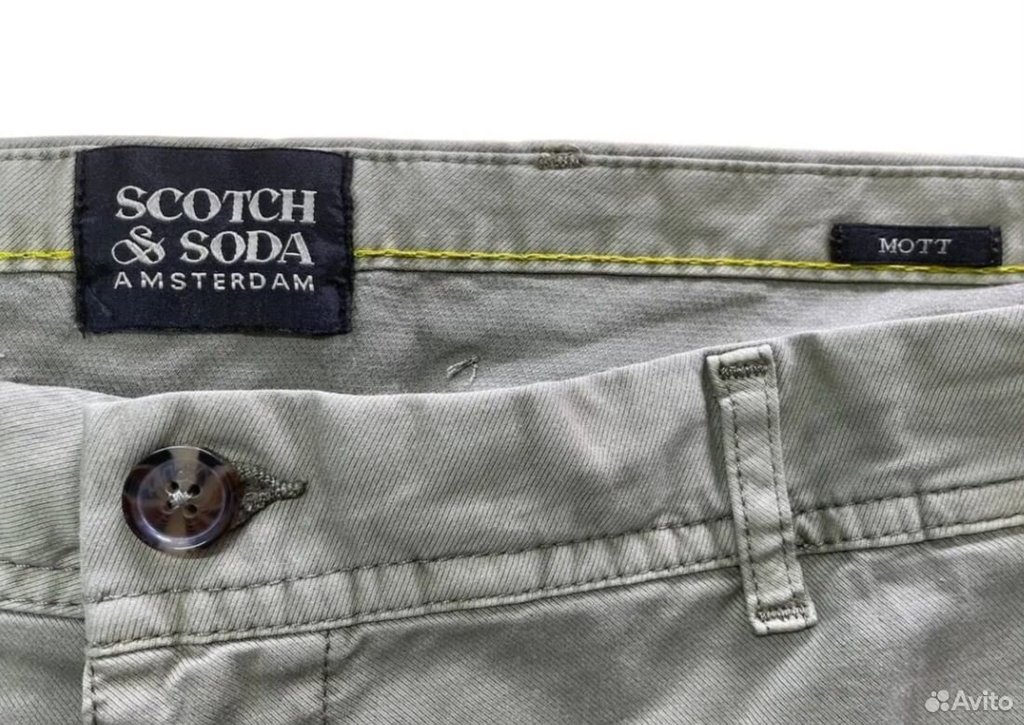 SCOTCH
& SODA
AMSTERDAM
MOTT
Avito